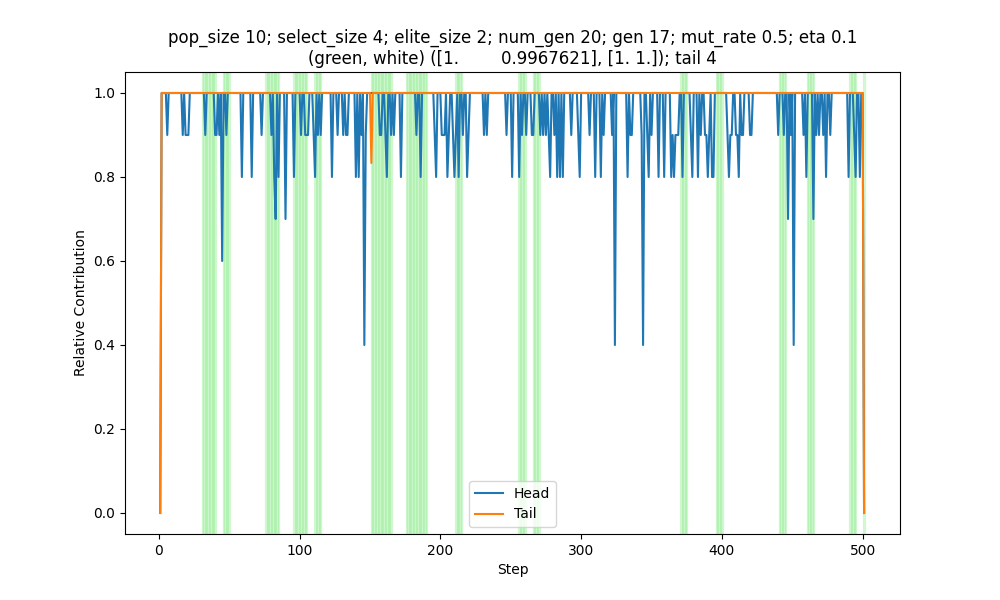 pop_size 10; select_size 4; elite_size 2; num_gen 20; gen 17; mut_rate 0.5; eta 0.1
(green, white) ([1.        0.9967621], [1. 1.]); tail 4
1.0
0.8
0.6
0.4
0.2
0.0
Relative Contribution
Head
Tail
0
100
200
300
400
500
Step